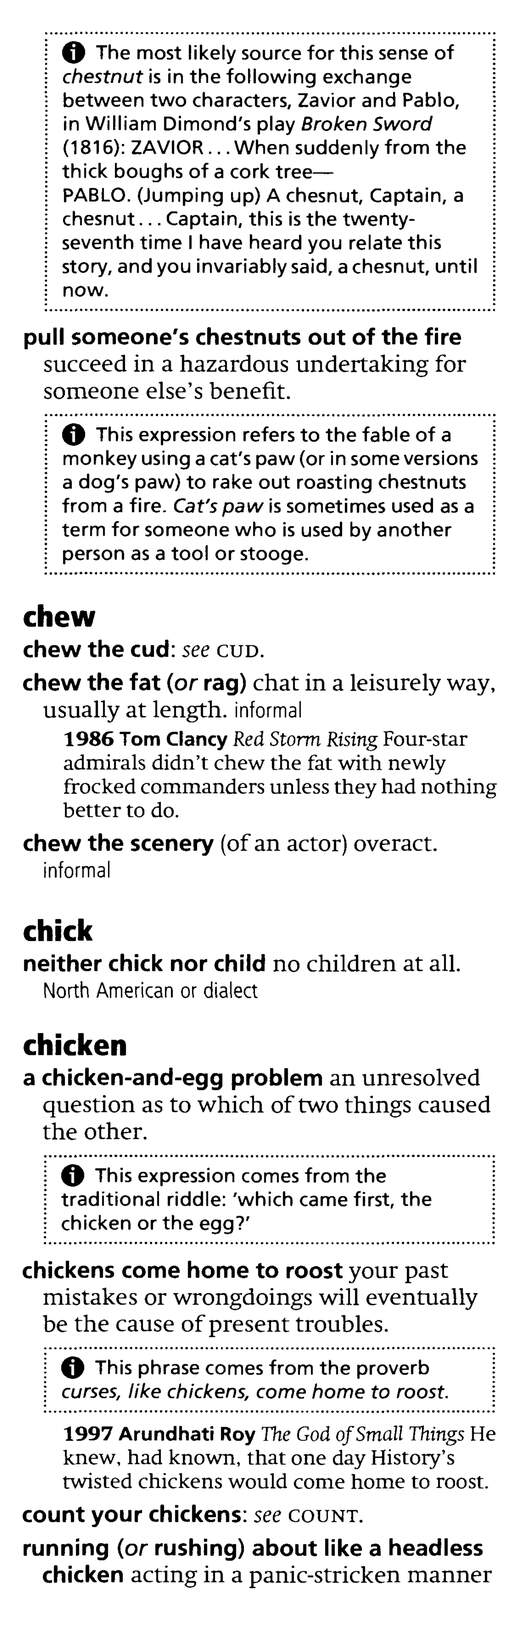 The most likely source for this sense of
chestnut is in the following exchange
between two characters, Zavior and Pablo,
in William Dimond's play Broken Sword
(1816): ZAVIOR... When suddenly from the
thick boughs of a cork tree—
PABLO. (Jumping up) A chesnut, Captain, a
chesnut... Captain, this is the twenty-
seventh time I have heard you relate this
story, and you invariably said, a chesnut, until
now.
pull someone's chestnuts out of the fire
succeed in a hazardous undertaking for
someone else's benefit.
This expression refers to the fable of a
monkey using a cat's paw (or in some versions
a dog's paw) to rake out roasting chestnuts
from a fire. Cat's paw is sometimes used as a
term for someone who is used by another
person as a tool or stooge.
chew
chew the cud: see CUD.
chew the fat (or rag) chat in a leisurely way,
usually at length. informal
1986 Tom Clancy Red Storm Rising Four-star
admirals didn't chew the fat with newly
frocked commanders unless they had nothing
better to do.
chew the scenery (of an actor) overact.
informal
chick
neither chick nor child no children at all.
North American or dialect
chicken
a chicken-and-egg problem an unresolved
question as to which of two things caused
the other.
This expression comes from the
traditional riddle: 'which came first, the
chicken or the egg?'
chickens come home to roost your past
mistakes or wrongdoings will eventually
be the cause of present troubles.
This phrase comes from the proverb
curses, like chickens, come home to roost.
1997 Arundhati Roy The God of Small Things He
knew, had known, that one day History's
twisted chickens would come home to roost.
count your chickens: see COUNT.
running (or rushing) about like a headless
chicken acting in a panic-stricken manner